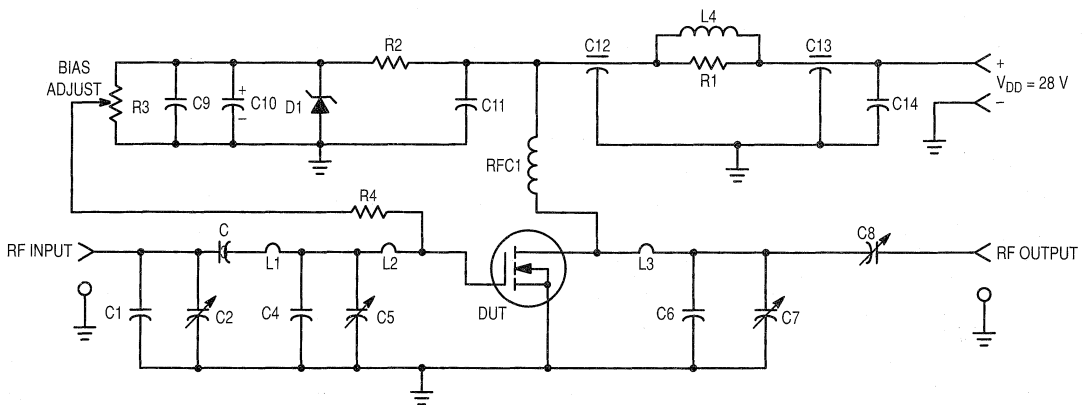 L4
C12
C13
R2
R1
+
V_DD = 28 V
−
BIAS
ADJUST
R3
C9
+
C10
−
D1
C11
C14
RFC1
R4
C
C8
RF INPUT
L1
L2
L3
RF OUTPUT
DUT
C1
C2
C4
C5
C6
C7